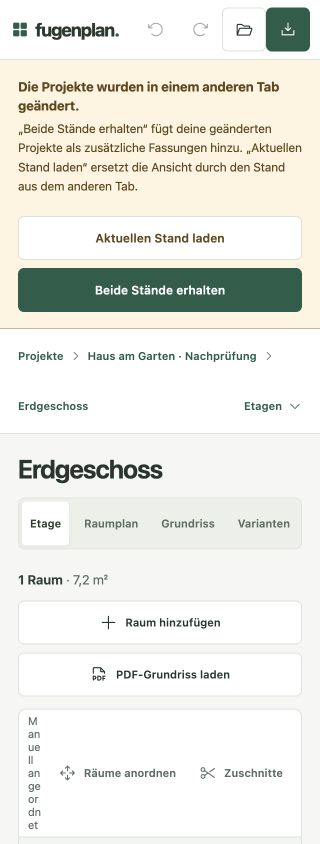 fugenplan.
Die Projekte wurden in einem anderen Tab
geändert.
„Beide Stände erhalten“ fügt deine geänderten
Projekte als zusätzliche Fassungen hinzu. „Aktuellen
Stand laden“ ersetzt die Ansicht durch den Stand
aus dem anderen Tab.
Aktuellen Stand laden
Beide Stände erhalten
Projekte
Haus am Garten · Nachprüfung
Erdgeschoss
Etagen
Erdgeschoss
Etage
Raumplan
Grundriss
Varianten
1 Raum · 7,2 m²
Raum hinzufügen
PDF
PDF-Grundriss laden
M
an
ue
ll
an
ge
or
dn
et
Räume anordnen
Zuschnitte